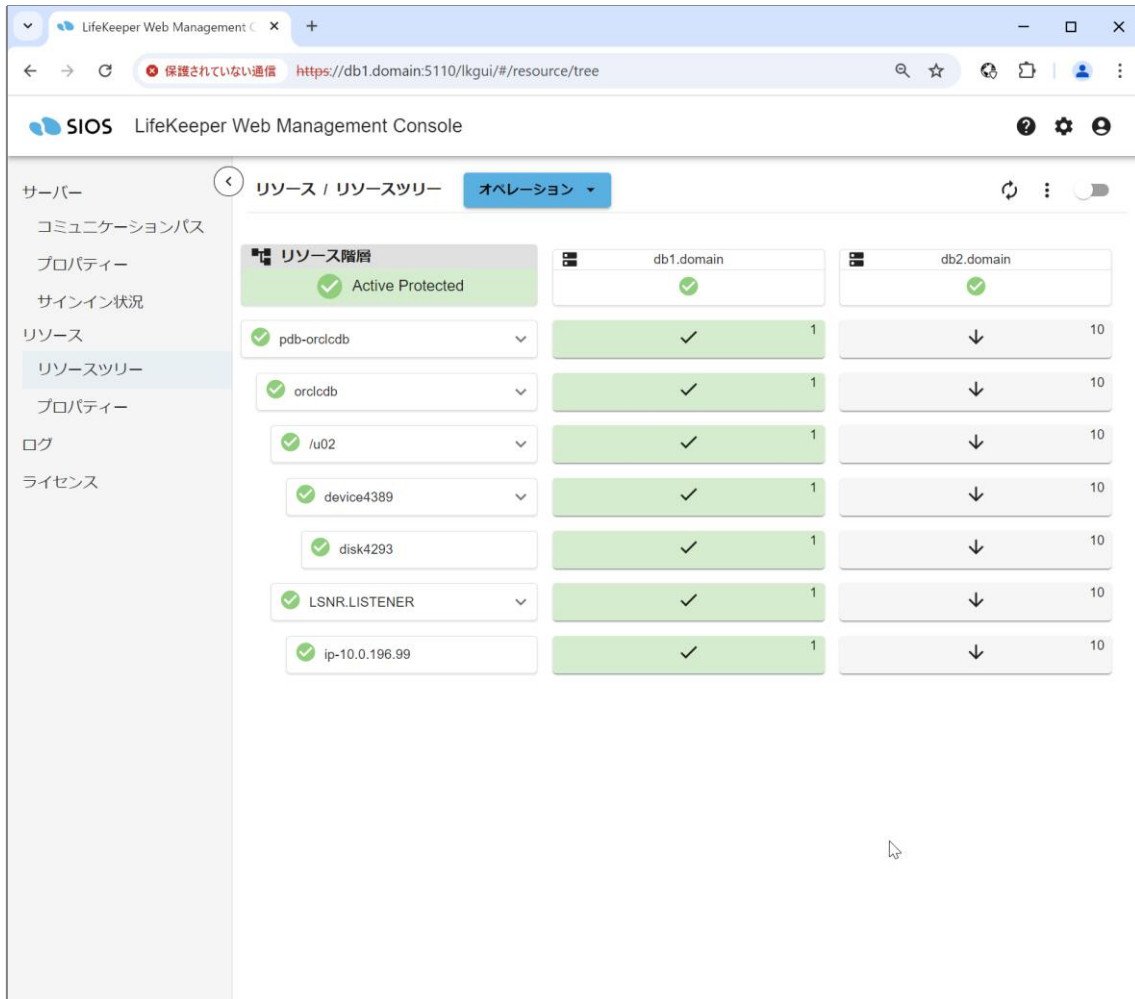 LifeKeeper Web Management C
保護されていない通信 https://db1.domain:5110/lkgui/#/resource/tree
SIOS LifeKeeper Web Management Console
サーバー
コミュニケーションパス
プロパティー
サインイン状況
リソース
リソースツリー
プロパティー
ログ
ライセンス
リソース / リソースツリー オペレーション
リソース階層 db1.domain db2.domain
Active Protected
pdb-orclcdb 1 10
orclcdb 1 10
/u02 1 10
device4389 1 10
disk4293 1 10
LSNR.LISTENER 1 10
ip-10.0.196.99 1 10